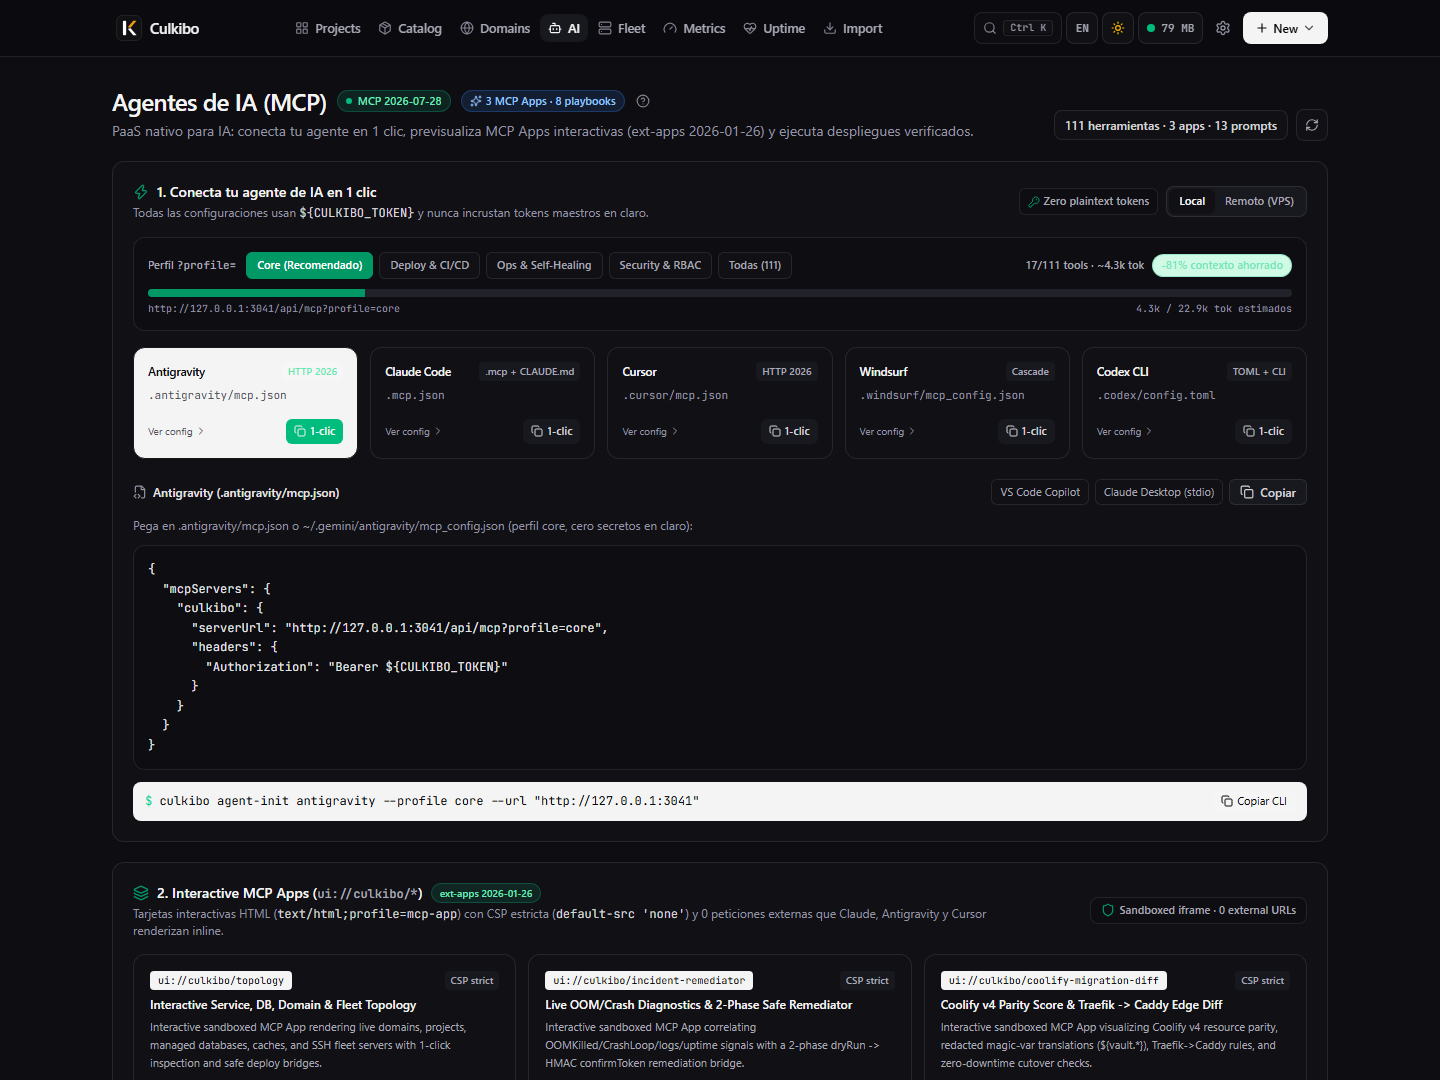 Culkibo
Projects
Catalog
Domains
AI
Fleet
Metrics
Uptime
Import
Ctrl K
EN
79 MB
New
Agentes de IA (MCP)
MCP 2026-07-28
3 MCP Apps · 8 playbooks
PaaS nativo para IA: conecta tu agente en 1 clic, previsualiza MCP Apps interactivas (ext-apps 2026-01-26) y ejecuta despliegues verificados.
111 herramientas · 3 apps · 13 prompts
1. Conecta tu agente de IA en 1 clic
Todas las configuraciones usan ${CULKIBO_TOKEN} y nunca incrustan tokens maestros en claro.
Zero plaintext tokens
Local
Remoto (VPS)
Perfil ?profile=
Core (Recomendado)
Deploy & CI/CD
Ops & Self-Healing
Security & RBAC
Todas (111)
17/111 tools · ~4.3k tok
-81% contexto ahorrado
http://127.0.0.1:3041/api/mcp?profile=core
4.3k / 22.9k tok estimados
Antigravity
HTTP 2026
.antigravity/mcp.json
Ver config
1-clic
Claude Code
.mcp + CLAUDE.md
.mcp.json
Ver config
1-clic
Cursor
HTTP 2026
.cursor/mcp.json
Ver config
1-clic
Windsurf
Cascade
.windsurf/mcp_config.json
Ver config
1-clic
Codex CLI
TOML + CLI
.codex/config.toml
Ver config
1-clic
Antigravity (.antigravity/mcp.json)
VS Code Copilot
Claude Desktop (stdio)
Copiar
Pega en .antigravity/mcp.json o ~/.gemini/antigravity/mcp_config.json (perfil core, cero secretos en claro):
{
"mcpServers": {
"culkibo": {
"serverUrl": "http://127.0.0.1:3041/api/mcp?profile=core",
"headers": {
"Authorization": "Bearer ${CULKIBO_TOKEN}"
}
}
}
}
$ culkibo agent-init antigravity --profile core --url "http://127.0.0.1:3041"
Copiar CLI
2. Interactive MCP Apps (ui://culkibo/*)
ext-apps 2026-01-26
Tarjetas interactivas HTML (text/html;profile=mcp-app) con CSP estricta (default-src 'none') y 0 peticiones externas que Claude, Antigravity y Cursor
renderizan inline.
Sandboxed iframe · 0 external URLs
ui://culkibo/topology
CSP strict
Interactive Service, DB, Domain & Fleet Topology
Interactive sandboxed MCP App rendering live domains, projects,
managed databases, caches, and SSH fleet servers with 1-click
inspection and safe deploy bridges.
ui://culkibo/incident-remediator
CSP strict
Live OOM/Crash Diagnostics & 2-Phase Safe Remediator
Interactive sandboxed MCP App correlating
OOMKilled/CrashLoop/logs/uptime signals with a 2-phase dryRun ->
HMAC confirmToken remediation bridge.
ui://culkibo/coolify-migration-diff
CSP strict
Coolify v4 Parity Score & Traefik -> Caddy Edge Diff
Interactive sandboxed MCP App visualizing Coolify v4 resource parity,
redacted magic-var translations (${vault.*}), Traefik->Caddy rules, and
zero-downtime cutover checks.